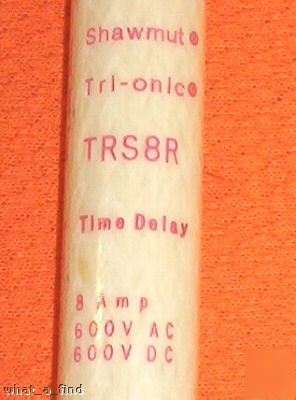 Shawmut®
Tri-onic®
TRS8R
Time Delay
8 Amp
600V AC
600V DC
what_a_find